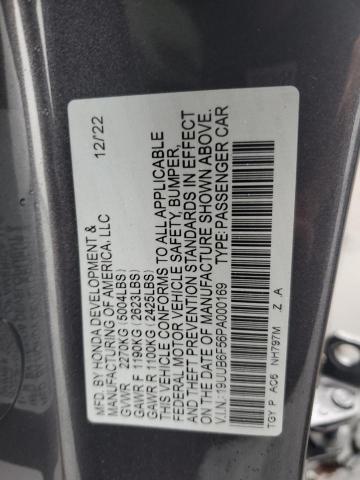 MFD. BY HONDA DEVELOPMENT & 12/22
MANUFACTURING OF AMERICA, LLC
GVWR 2270KG (5004LBS)
GAWR F 1190KG (2623LBS)
GAWR R 1100KG (2425LBS)
THIS VEHICLE CONFORMS TO ALL APPLICABLE
FEDERAL MOTOR VEHICLE SAFETY, BUMPER,
AND THEFT PREVENTION STANDARDS IN EFFECT
ON THE DATE OF MANUFACTURE SHOWN ABOVE.
V.I.N.:19UUB6F56PA000169 TYPE:PASSENGER CAR
TGY P AC6 NH797M Z .A